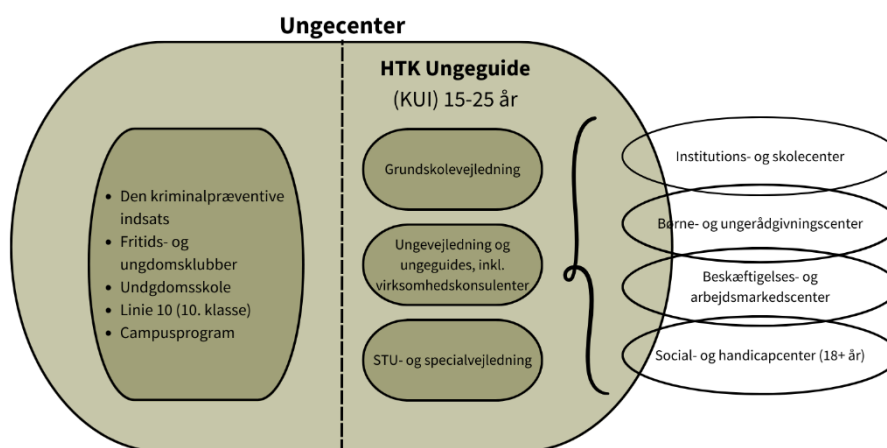 Ungecenter
HTK Ungeguide
(KUI) 15-25 år
• Den kriminalpræventive
indsats
• Fritids- og
ungdomsklubber
• Undgdomsskole
• Linie 10 (10. klasse)
• Campusprogram
Grundskolevejledning
Ungevejledning og
ungeguides, inkl.
virksomhedskonsulenter
STU- og specialvejledning
Institutions- og skolecenter
Børne- og ungerådgivningscenter
Beskæftigelses- og
arbejdsmarkedscenter
Social- og handicapcenter (18+ år)